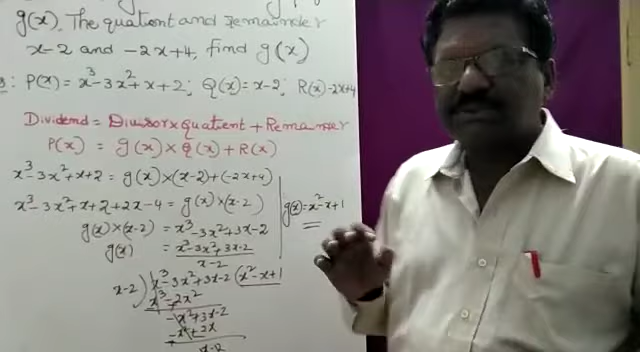 g(x). The quatient and remainder
x-2 and -2x+4, find g(x)
: P(x) = x³-3x²+x+2; Q(x)=x-2; R(x)-2x+4
Dividend = Divisor×quatient + Remainder
P(x) = g(x)×Q(x)+R(x)
x³-3x²+x+2 = g(x)×(x-2)+(-2x+4)
x³-3x²+x+2+2x-4 = g(x)×(x-2)
g(x)×(x-2) = x³-3x²+3x-2
g(x) = x³-3x²+3x-2
x-2
x-2) x³-3x²+3x-2 (x²-x+1
x³-2x²
-x²+3x-2
-x²+2x
x-2
g(x)=x²-x+1